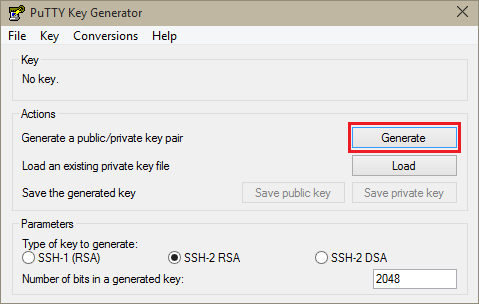 PuTTY Key Generator
File Key Conversions Help
Key
No key.
Actions
Generate a public/private key pair Generate
Load an existing private key file Load
Save the generated key Save public key Save private key
Parameters
Type of key to generate:
SSH-1 (RSA) SSH-2 RSA SSH-2 DSA
Number of bits in a generated key: 2048